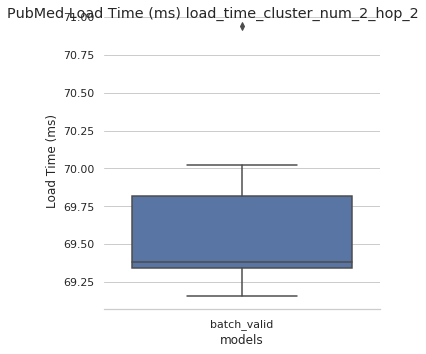 PubMed Load Time (ms) load_time_cluster_num_2_hop_2
71.00
70.75
70.50
70.25
70.00
69.75
69.50
69.25
Load Time (ms)
batch_valid
models